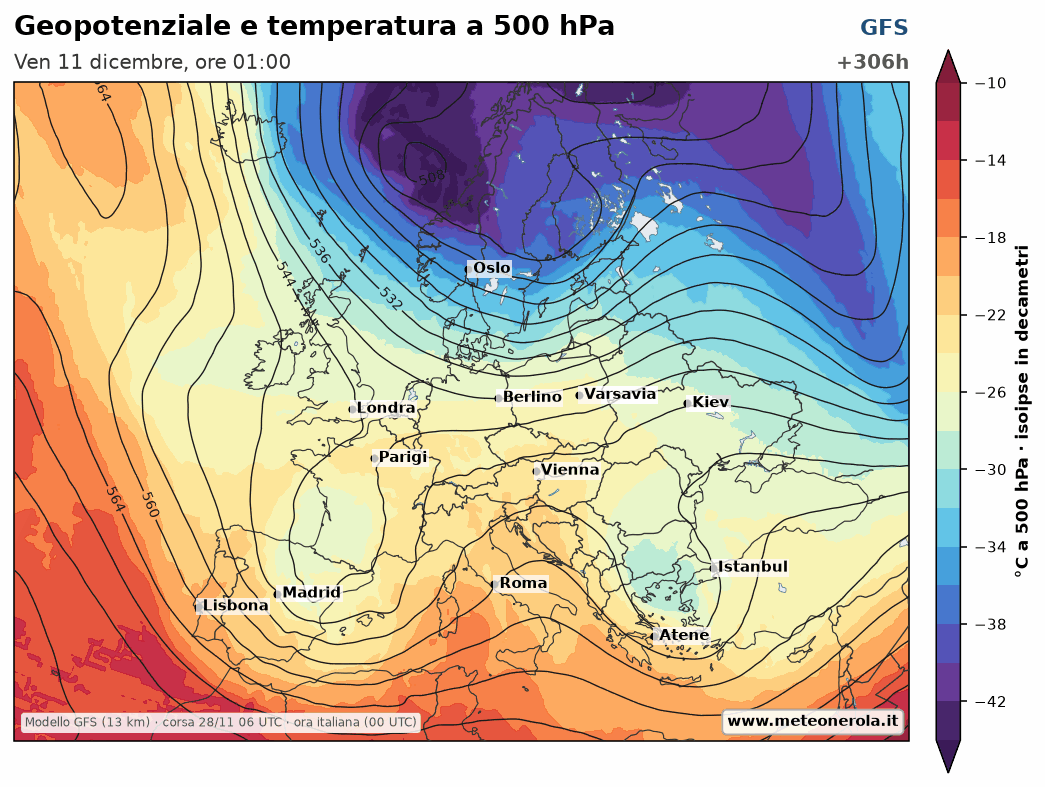 Geopotenziale e temperatura a 500 hPa
GFS
Ven 11 dicembre, ore 01:00
+306h
564
508
536
544
532
564
560
Oslo
Londra
Berlino
Varsavia
Kiev
Parigi
Vienna
Istanbul
Madrid
Roma
Lisbona
Atene
Modello GFS (13 km) · corsa 28/11 06 UTC · ora italiana (00 UTC)
www.meteonerola.it
−10
−14
−18
−22
−26
−30
−34
−38
−42
°C a 500 hPa · isoipse in decametri